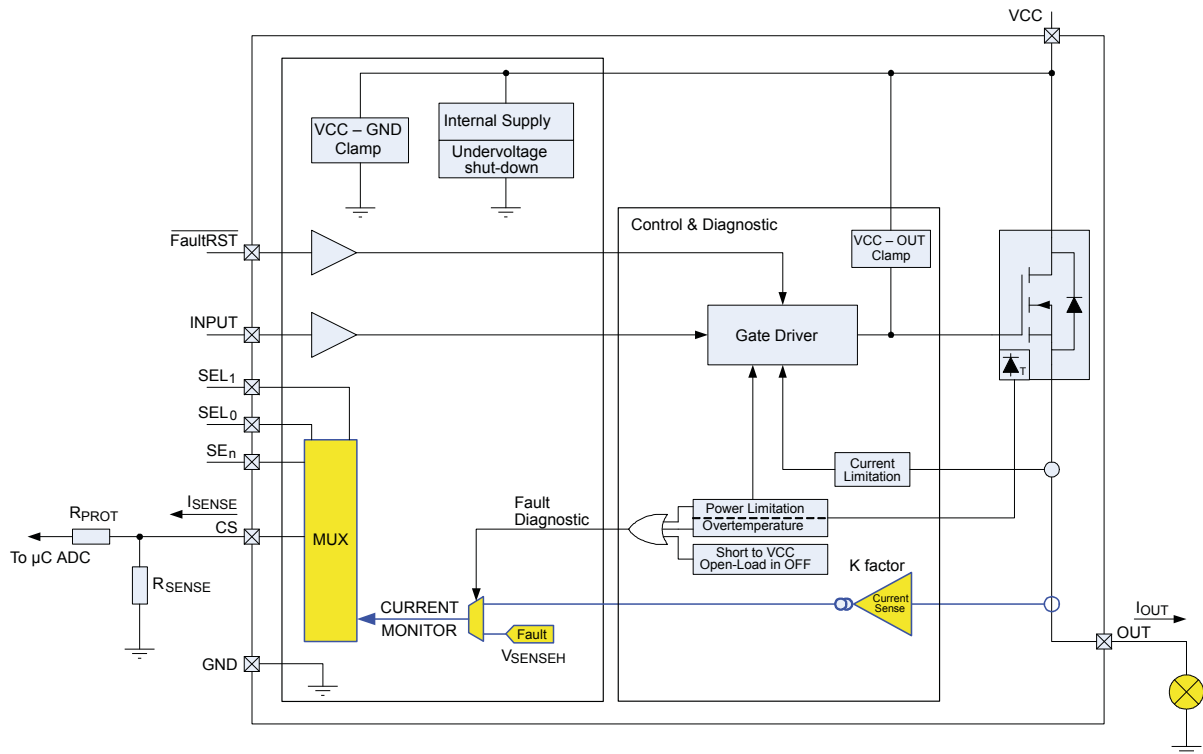 VCC
VCC – GND
Clamp
Internal Supply
Undervoltage
shut-down
Control & Diagnostic
FaultRST
VCC – OUT
Clamp
INPUT
Gate Driver
T
SEL1
SEL0
SEn
Current
Limitation
ISENSE
Fault
Diagnostic
Power Limitation
Overtemperature
RPROT
CS
MUX
To µC ADC
Short to VCC
Open-Load in OFF
K factor
RSENSE
Current
Sense
CURRENT
MONITOR
Fault
VSENSEH
IOUT
OUT
GND